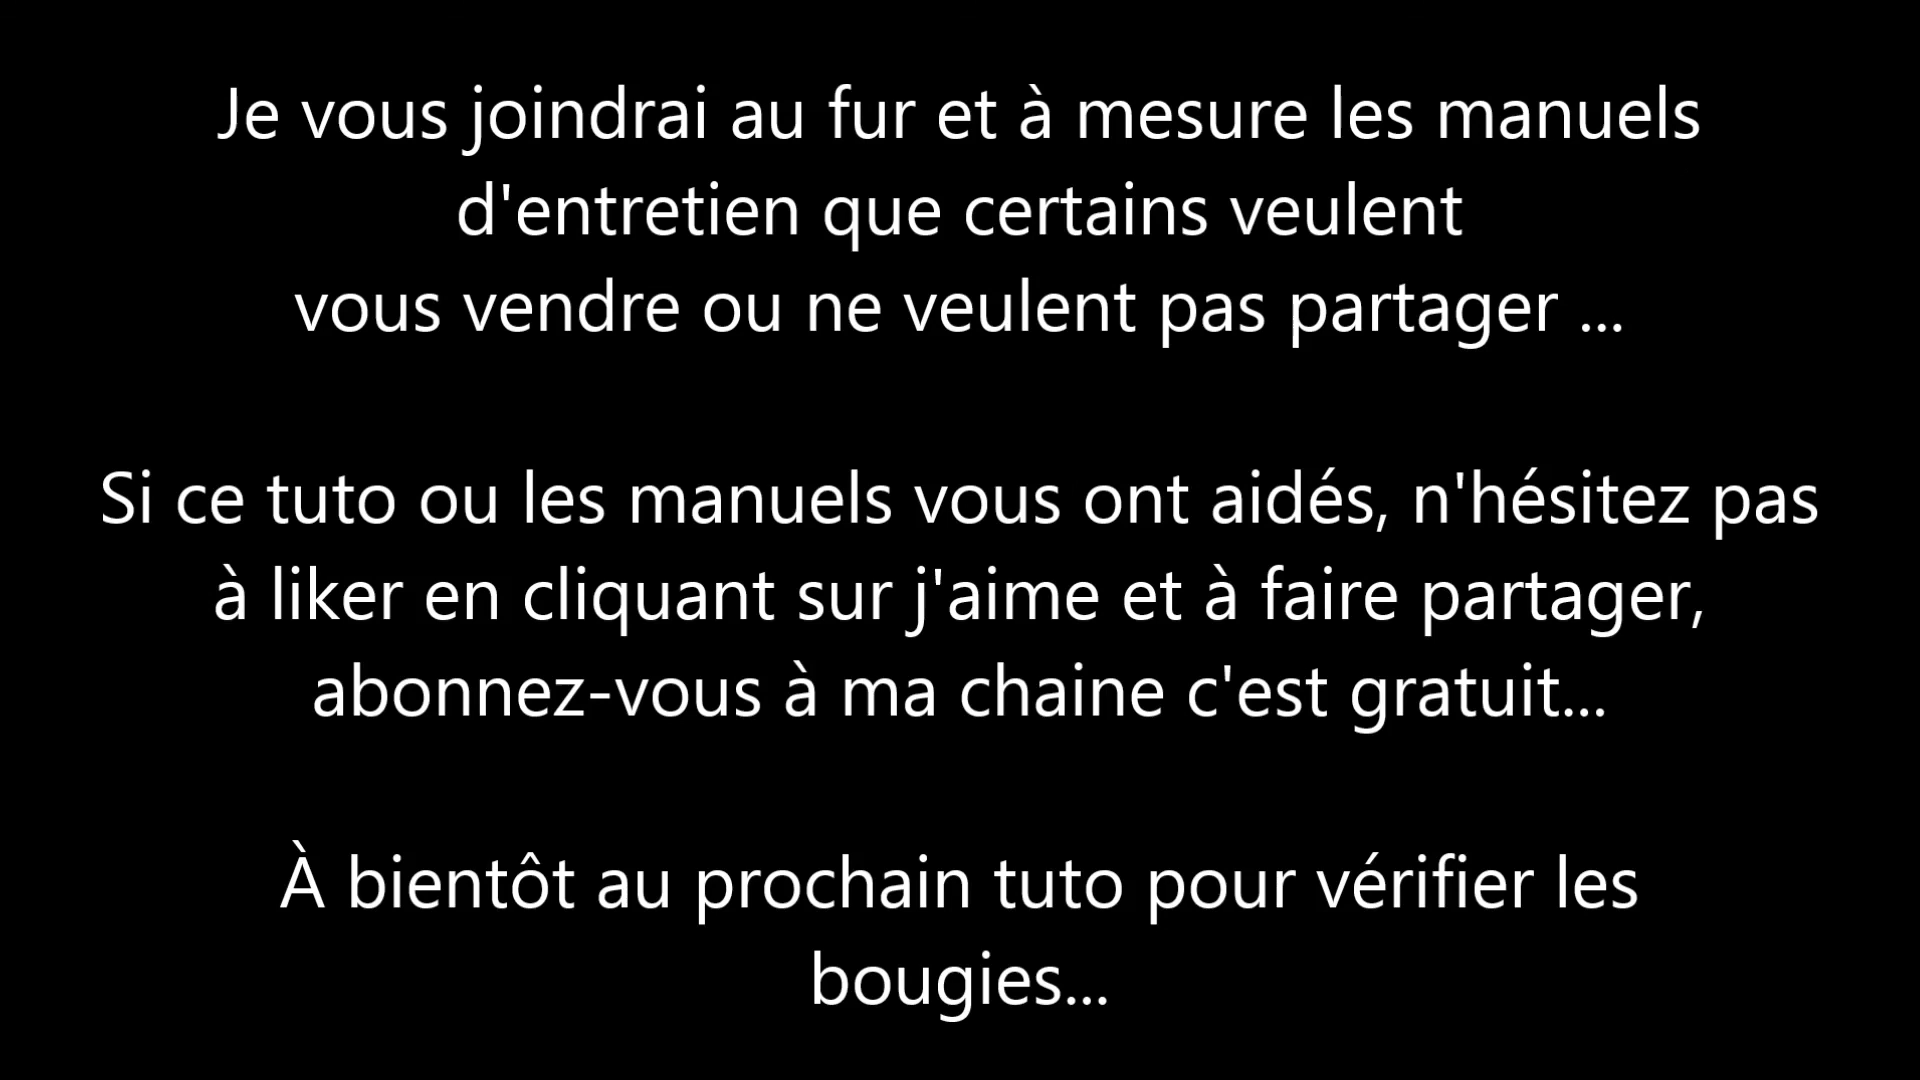 Je vous joindrai au fur et à mesure les manuels
d'entretien que certains veulent
vous vendre ou ne veulent pas partager ...
Si ce tuto ou les manuels vous ont aidés, n'hésitez pas
à liker en cliquant sur j'aime et à faire partager,
abonnez-vous à ma chaine c'est gratuit...
À bientôt au prochain tuto pour vérifier les
bougies...